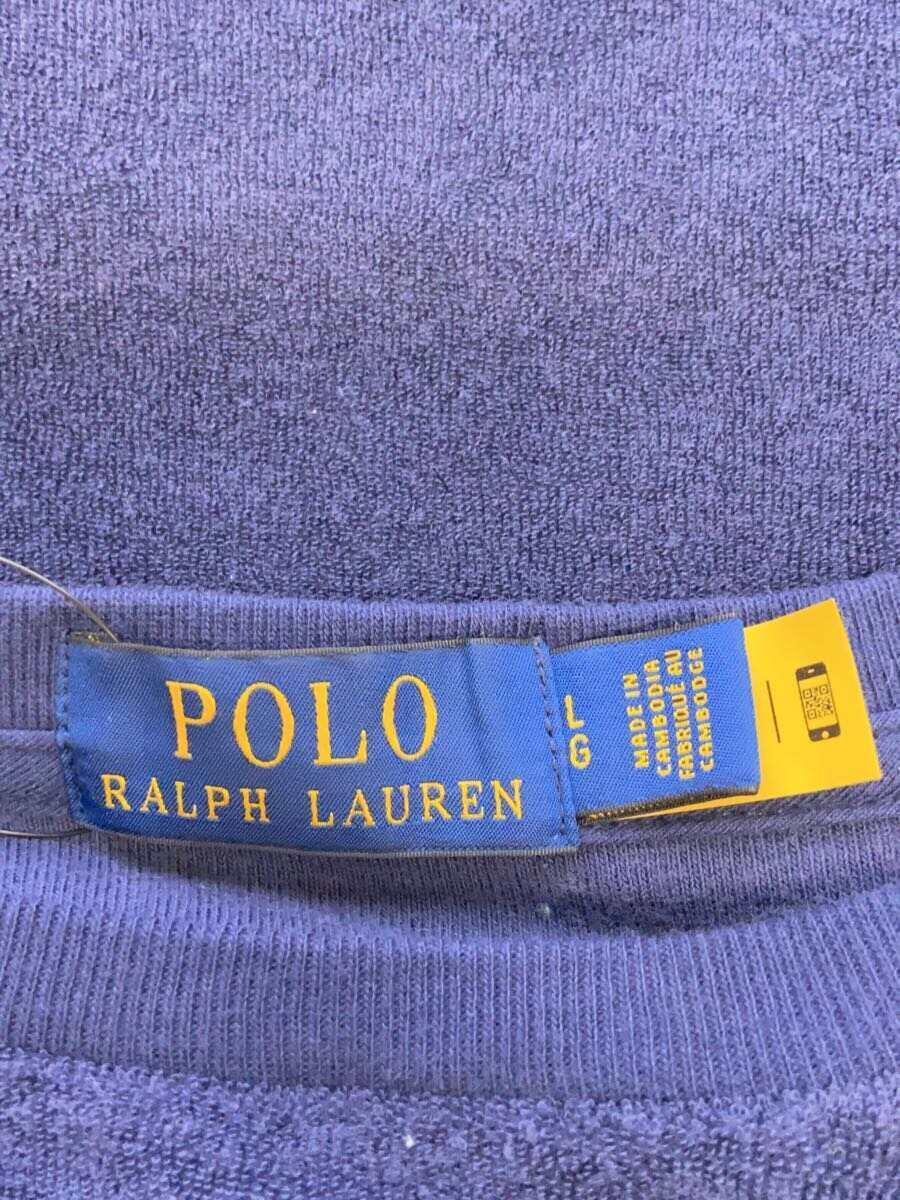 POLO
RALPH LAUREN
L
G
MADE IN
CAMBODIA
FABRIQUÉ AU
CAMBODGE